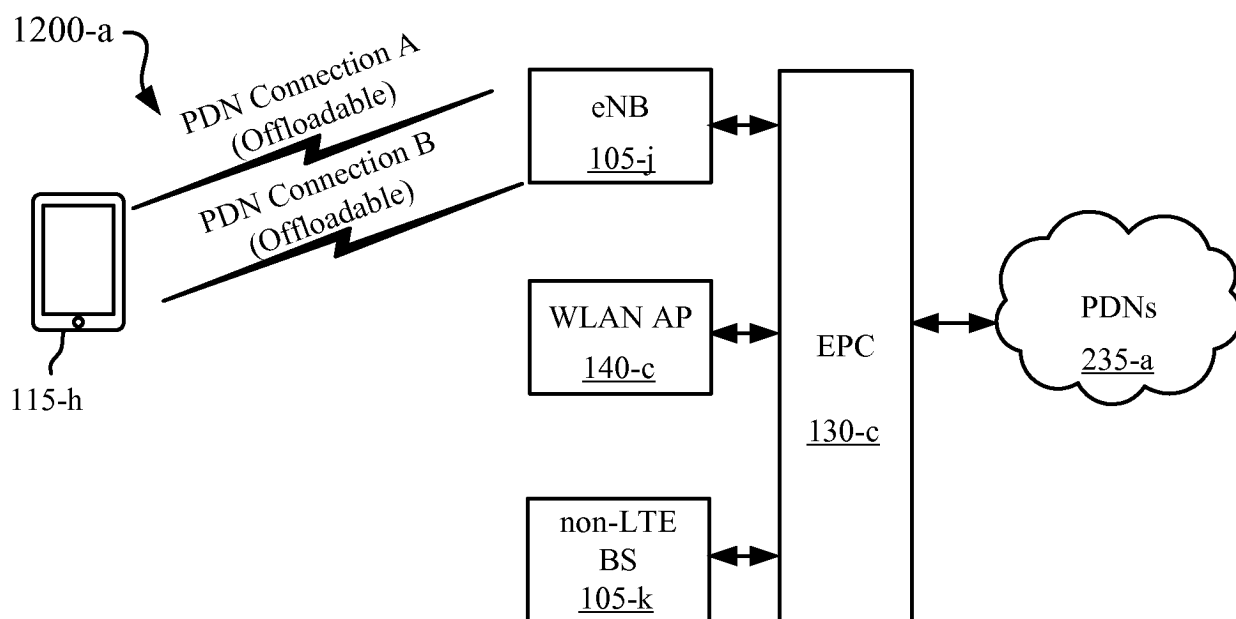 1200-a
PDN Connection A
(Offloadable)
PDN Connection B
(Offloadable)
115-h
eNB
105-j
WLAN AP
140-c
non-LTE
BS
105-k
EPC
130-c
PDNs
235-a